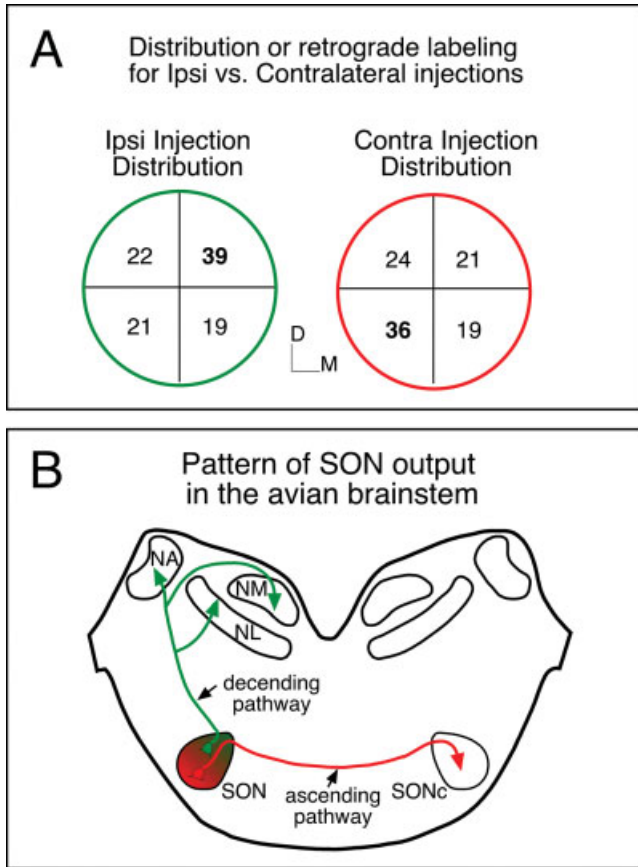 A
Distribution or retrograde labeling
for Ipsi vs. Contralateral injections
Ipsi Injection
Distribution
22
39
21
19
Contra Injection
Distribution
24
21
36
19
D
M
B
Pattern of SON output
in the avian brainstem
NA
NM
NL
decending
pathway
SON
ascending
pathway
SONc